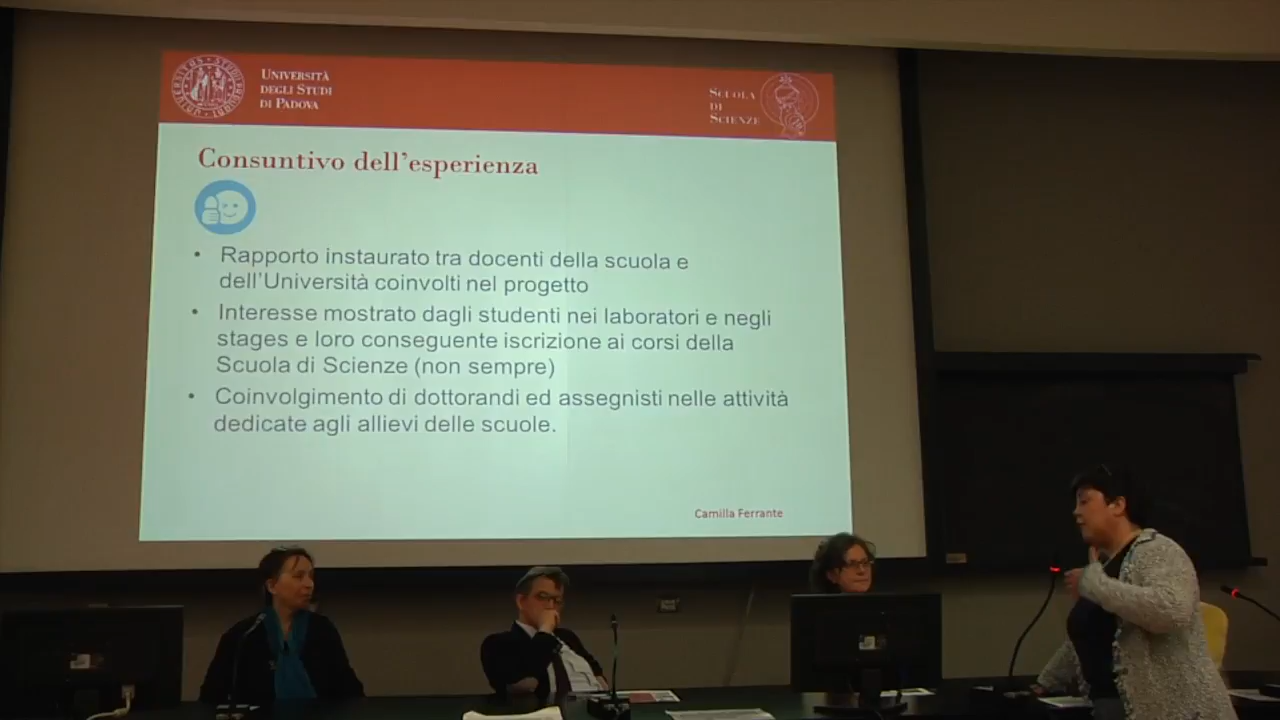 UNIVERSITÀ
DEGLI STUDI
DI PADOVA
SCUOLA
DI
SCIENZE
Consuntivo dell'esperienza
• Rapporto instaurato tra docenti della scuola e
dell'Università coinvolti nel progetto
• Interesse mostrato dagli studenti nei laboratori e negli
stages e loro conseguente iscrizione ai corsi della
Scuola di Scienze (non sempre)
• Coinvolgimento di dottorandi ed assegnisti nelle attività
dedicate agli allievi delle scuole.
Camilla Ferrante